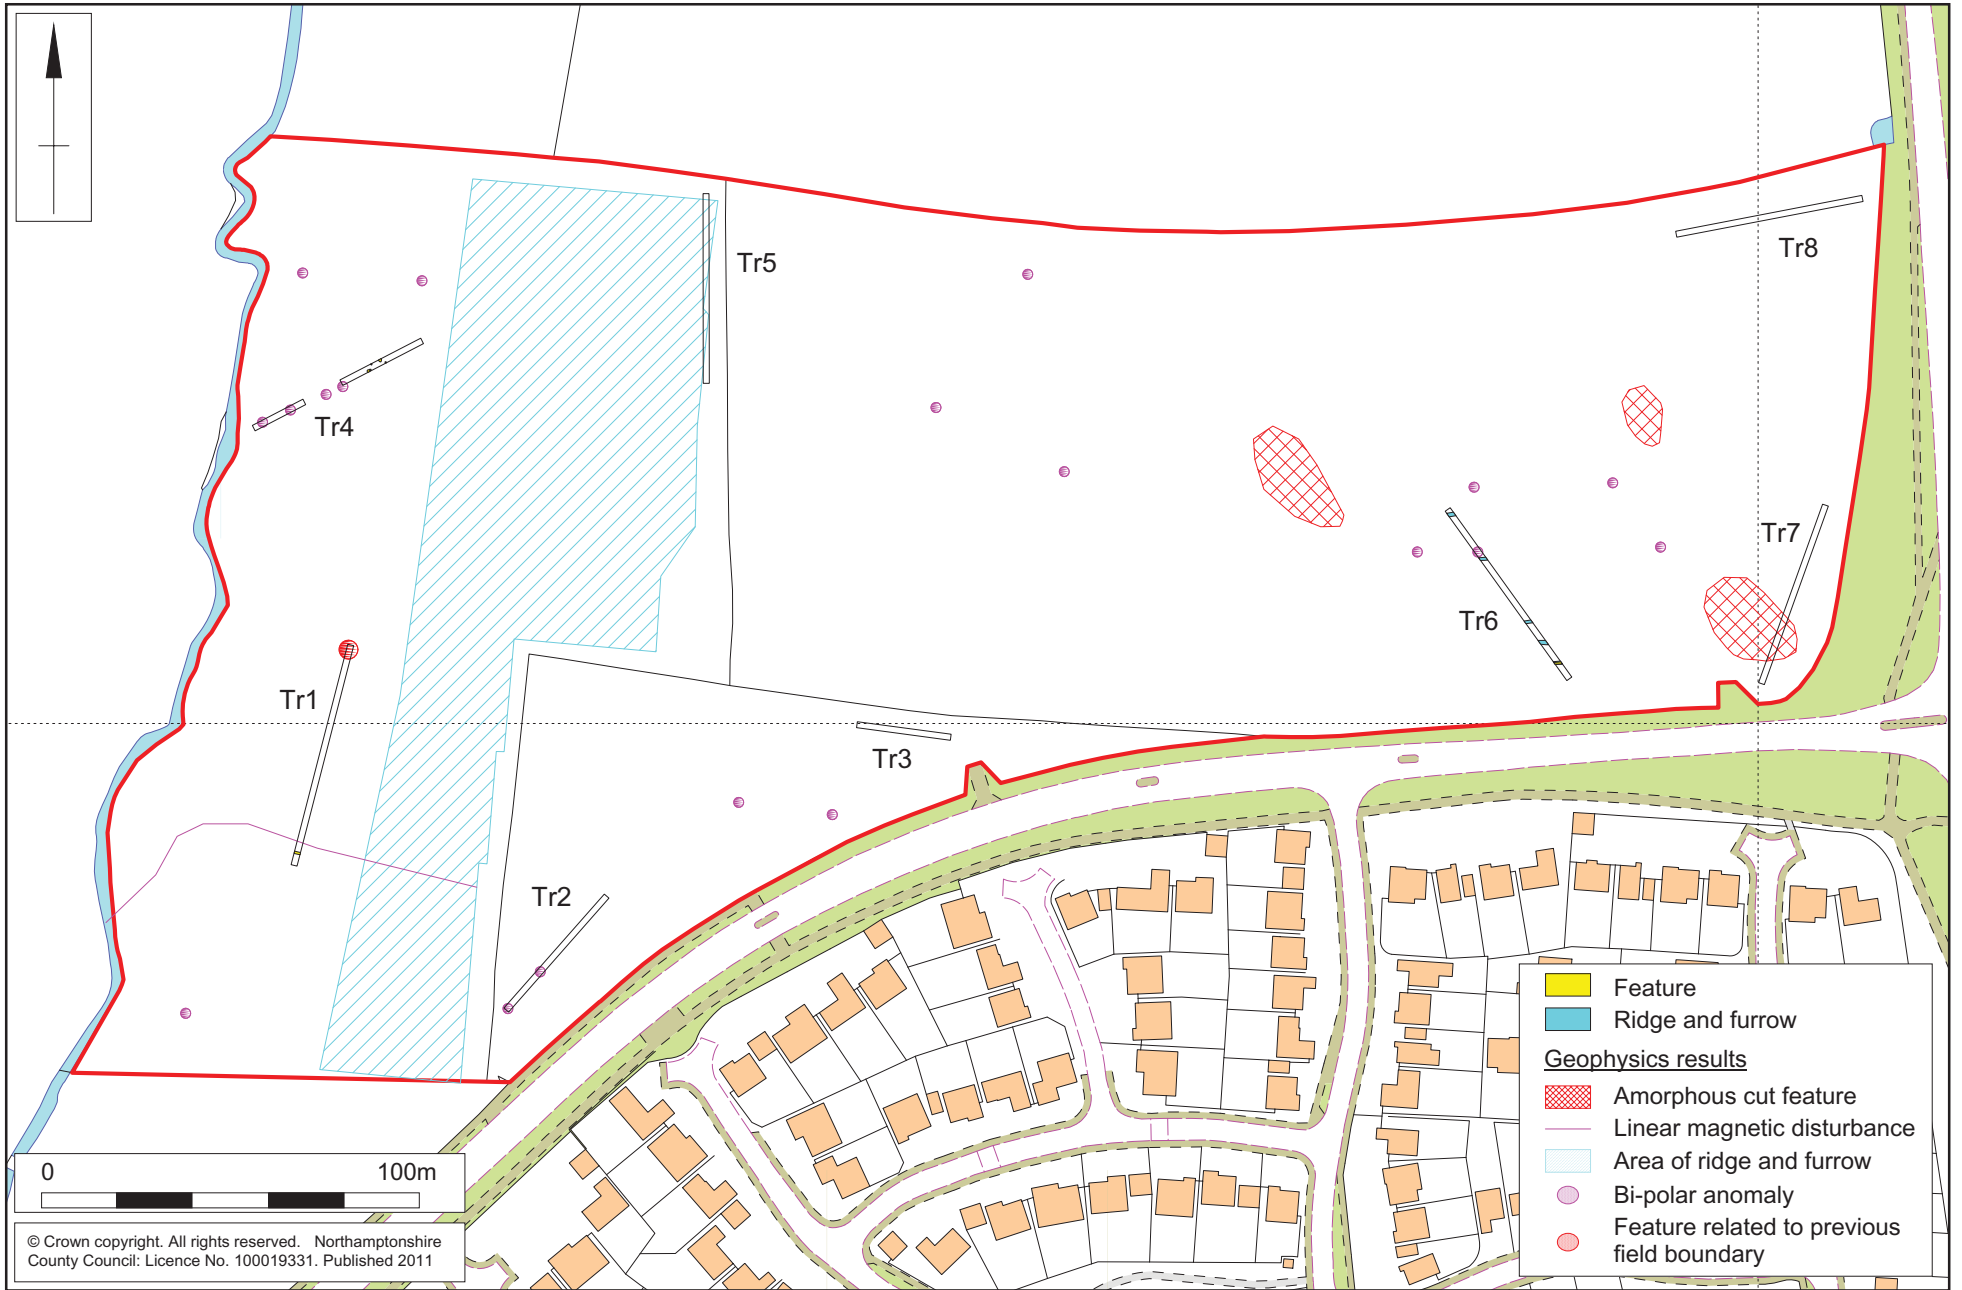 Tr5
Tr8
Tr4
Tr7
Tr6
Tr1
Tr3
Tr2
Feature
Ridge and furrow
Geophysics results
Amorphous cut feature
Linear magnetic disturbance
Area of ridge and furrow
Bi-polar anomaly
Feature related to previous
field boundary
0 100m
© Crown copyright. All rights reserved. Northamptonshire
County Council: Licence No. 100019331. Published 2011